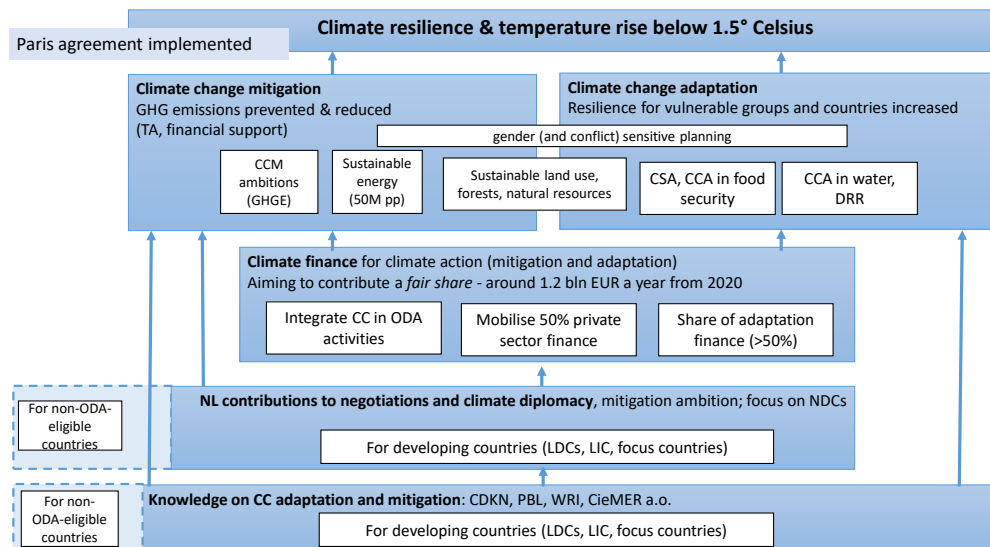 Climate resilience & temperature rise below 1.5° Celsius
Paris agreement implemented
Climate change mitigation
GHG emissions prevented & reduced
(TA, financial support)
Climate change adaptation
Resilience for vulnerable groups and countries increased
gender (and conflict) sensitive planning
CCM
ambitions
(GHGE)
Sustainable
energy
(50M pp)
Sustainable land use,
forests, natural resources
CSA, CCA in food
security
CCA in water,
DRR
Climate finance for climate action (mitigation and adaptation)
Aiming to contribute a fair share - around 1.2 bln EUR a year from 2020
Integrate CC in ODA
activities
Mobilise 50% private
sector finance
Share of adaptation
finance (>50%)
NL contributions to negotiations and climate diplomacy, mitigation ambition; focus on NDCs
For non-ODA-
eligible
countries
For developing countries (LDCs, LIC, focus countries)
Knowledge on CC adaptation and mitigation: CDKN, PBL, WRI, CieMER a.o.
For non-
ODA-eligible
countries
For developing countries (LDCs, LIC, focus countries)